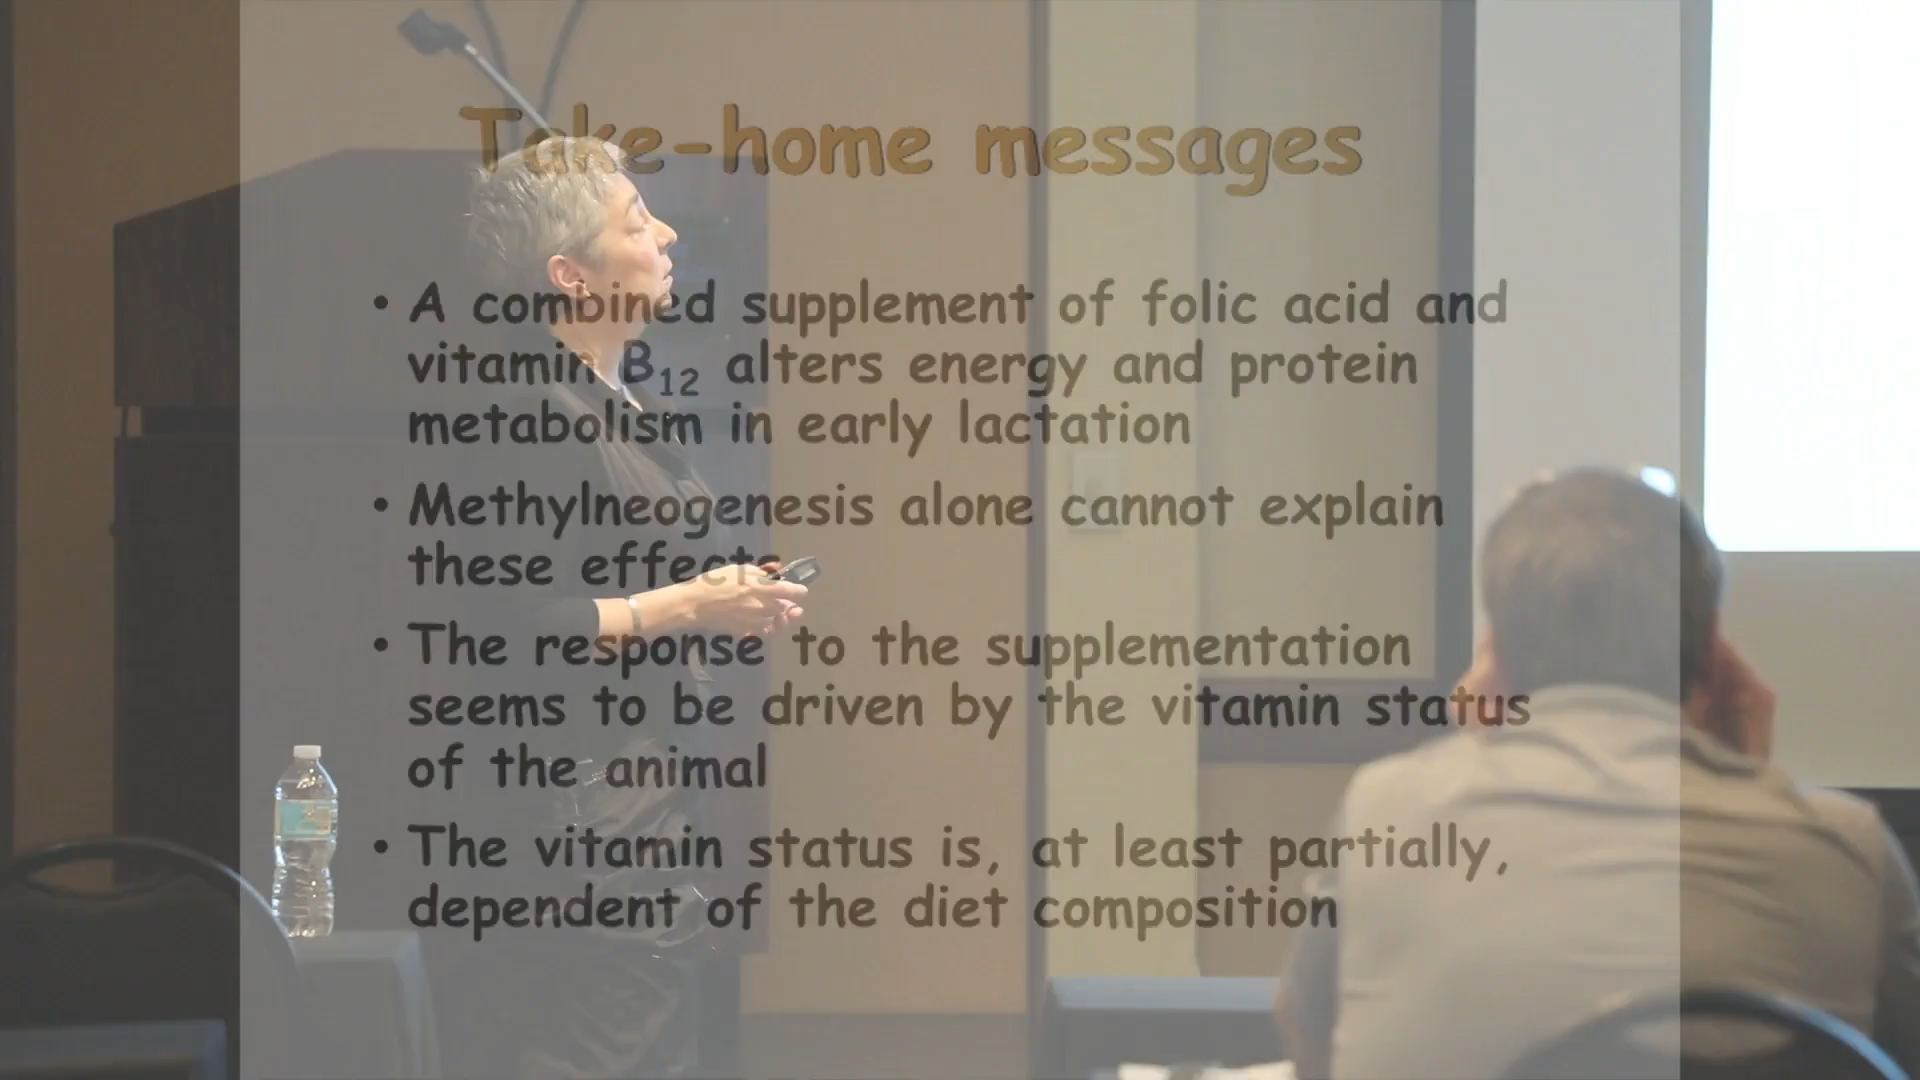 Take-home messages
• A combined supplement of folic acid and
vitamin B₁₂ alters energy and protein
metabolism in early lactation
• Methylneogenesis alone cannot explain
these effects
• The response to the supplementation
seems to be driven by the vitamin status
of the animal
• The vitamin status is, at least partially,
dependent of the diet composition